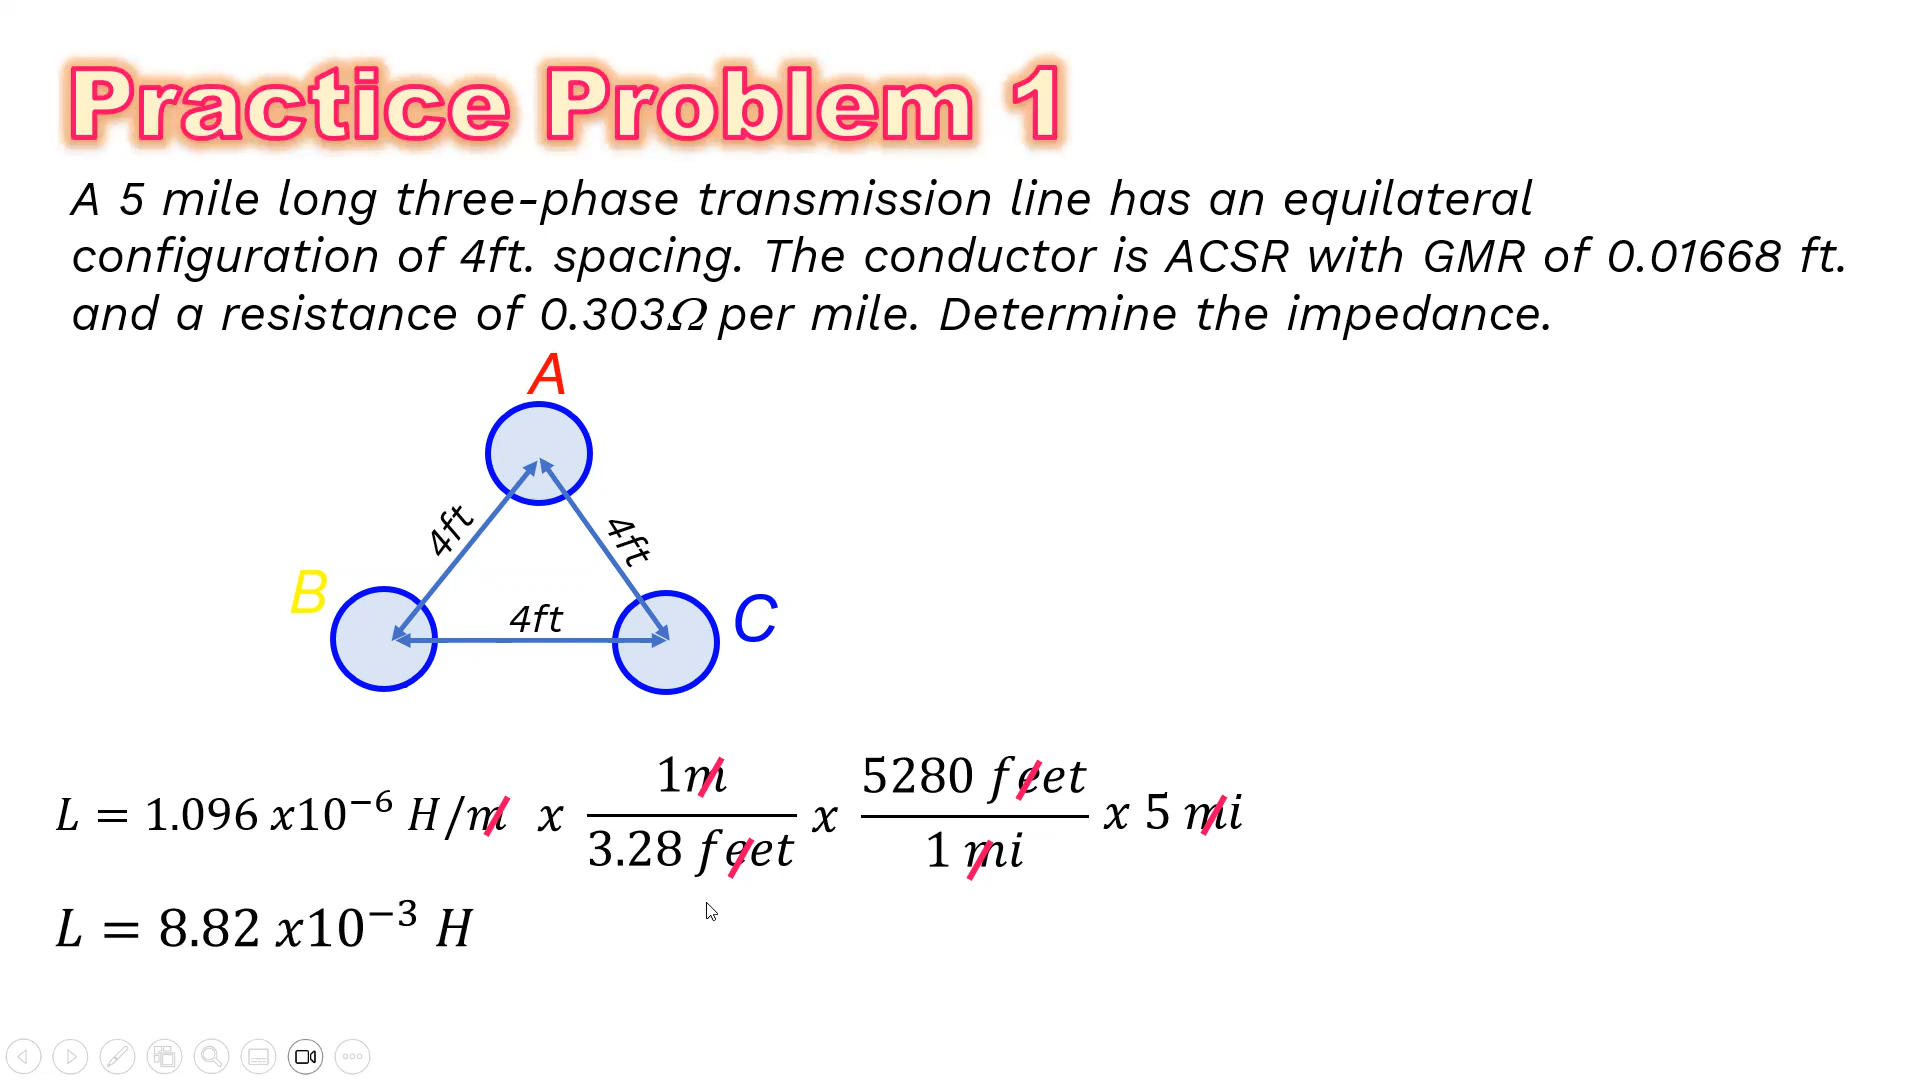 Practice Problem 1
A 5 mile long three-phase transmission line has an equilateral
configuration of 4ft. spacing. The conductor is ACSR with GMR of 0.01668 ft.
and a resistance of 0.303Ω per mile. Determine the impedance.
A
4ft
4ft
B
4ft
C
L = 1.096 x10⁻⁶ H/m x 1m / 3.28 feet x 5280 feet / 1 mi x 5 mi
L = 8.82 x10⁻³ H